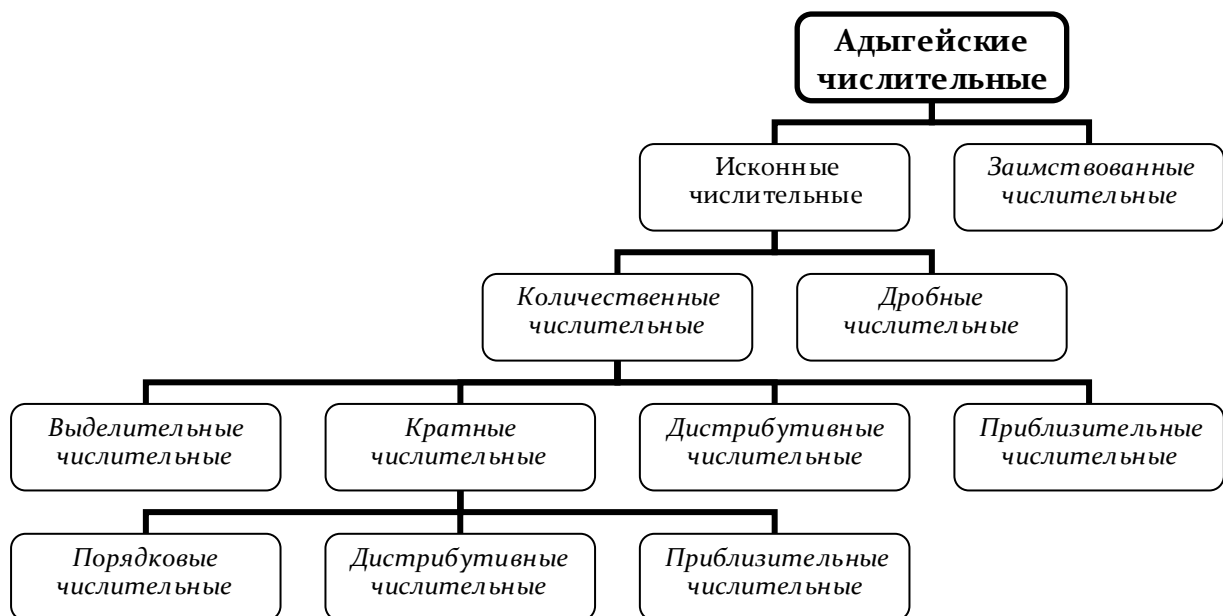 Адыгейские
числительные
Исконные
числительные
Заимствованные
числительные
Количественные
числительные
Дробные
числительные
Выделительные
числительные
Кратные
числительные
Дистрибутивные
числительные
Приблизительные
числительные
Порядковые
числительные
Дистрибутивные
числительные
Приблизительные
числительные